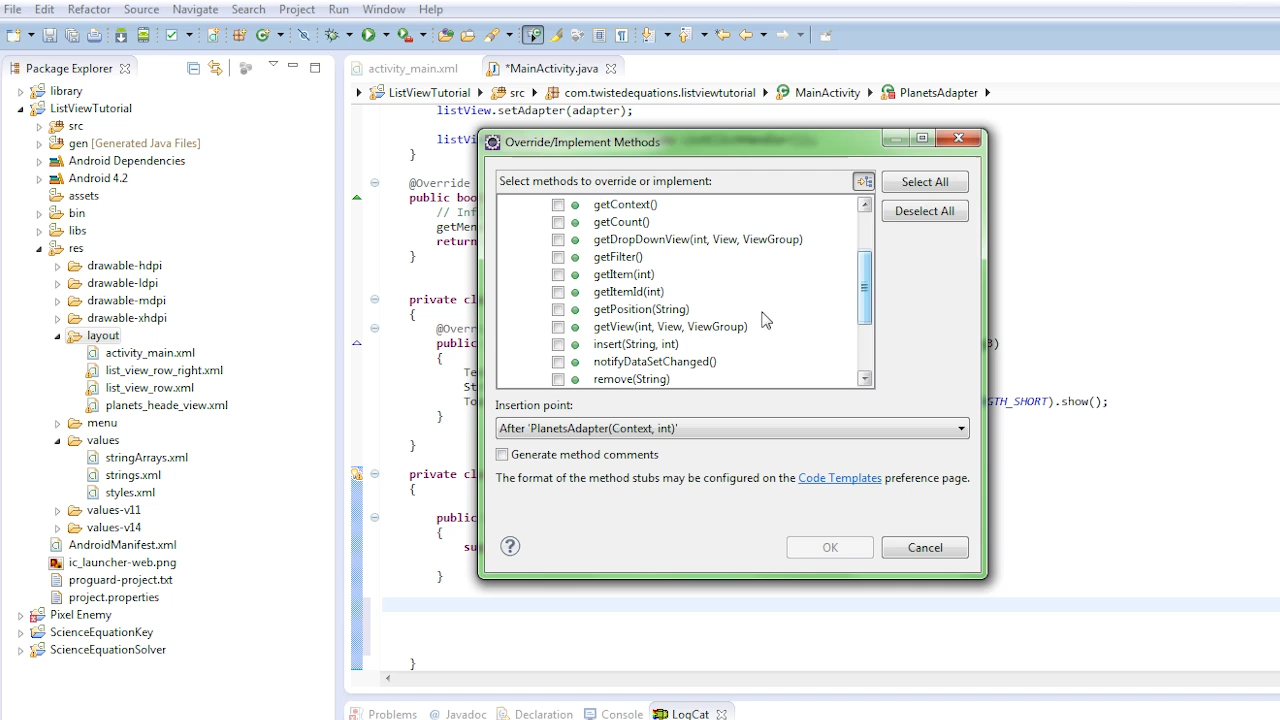 File Edit Refactor Source Navigate Search Project Run Window Help
Package Explorer
activity_main.xml
*MainActivity.java
ListViewTutorial
src
com.twistedequations.listviewtutorial
MainActivity
PlanetsAdapter
library
ListViewTutorial
src
gen [Generated Java Files]
Android Dependencies
Android 4.2
assets
bin
libs
res
drawable-hdpi
drawable-ldpi
drawable-mdpi
drawable-xhdpi
layout
activity_main.xml
list_view_row_right.xml
list_view_row.xml
planets_heade_view.xml
menu
values
stringArrays.xml
strings.xml
styles.xml
values-v11
values-v14
AndroidManifest.xml
ic_launcher-web.png
proguard-project.txt
project.properties
Pixel Enemy
ScienceEquationKey
ScienceEquationSolver
listView.setAdapter(adapter);
listVi
}
@Override
public boo
// Inf
getMen
return
}
private cl
{
@Overr
public
3)
{
Te
St
To
GTH_SHORT).show();
}
}
private cl
{
public
{
su
}
}
Override/Implement Methods
Select methods to override or implement:
Select All
Deselect All
getContext()
getCount()
getDropDownView(int, View, ViewGroup)
getFilter()
getItem(int)
getItemId(int)
getPosition(String)
getView(int, View, ViewGroup)
insert(String, int)
notifyDataSetChanged()
remove(String)
Insertion point:
After 'PlanetsAdapter(Context, int)'
Generate method comments
The format of the method stubs may be configured on the Code Templates preference page.
OK
Cancel
Problems
@ Javadoc
Declaration
Console
LogCat